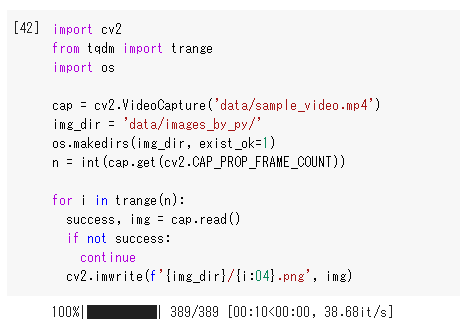 [42] import cv2
from tqdm import trange
import os
cap = cv2.VideoCapture('data/sample_video.mp4')
img_dir = 'data/images_by_py/'
os.makedirs(img_dir, exist_ok=1)
n = int(cap.get(cv2.CAP_PROP_FRAME_COUNT))
for i in trange(n):
  success, img = cap.read()
  if not success:
    continue
  cv2.imwrite(f'{img_dir}/{i:04}.png', img)
100%|██████████| 389/389 [00:10<00:00, 38.68it/s]